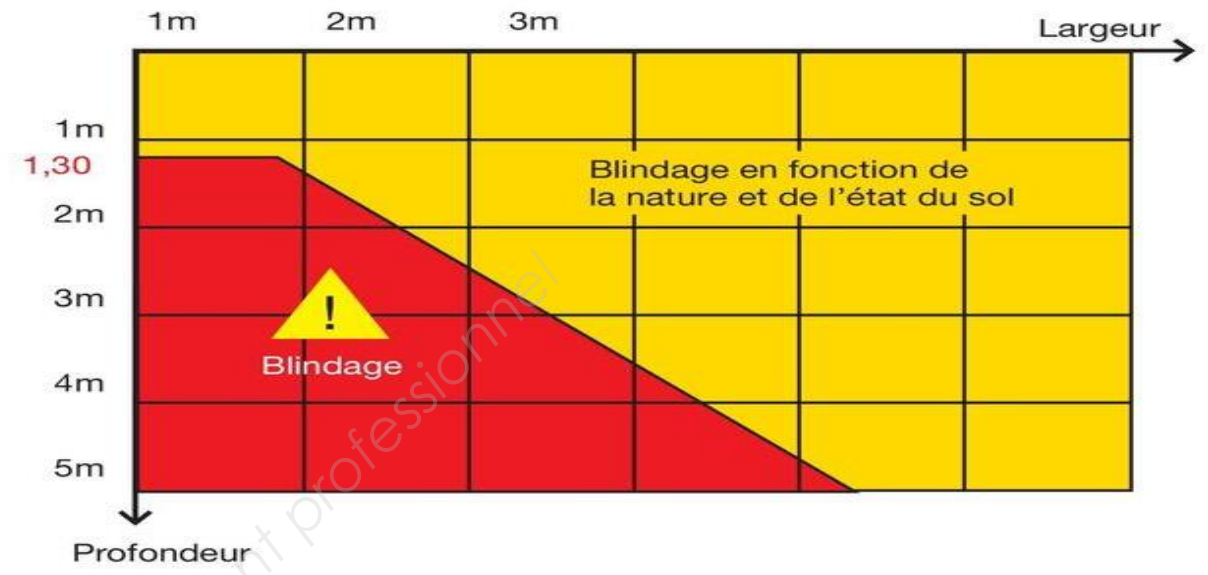 1m 2m 3m
Largeur
1m
1,30
Blindage en fonction de
la nature et de l'état du sol
2m
3m
!
Blindage
4m
5m
Profondeur
professionnel